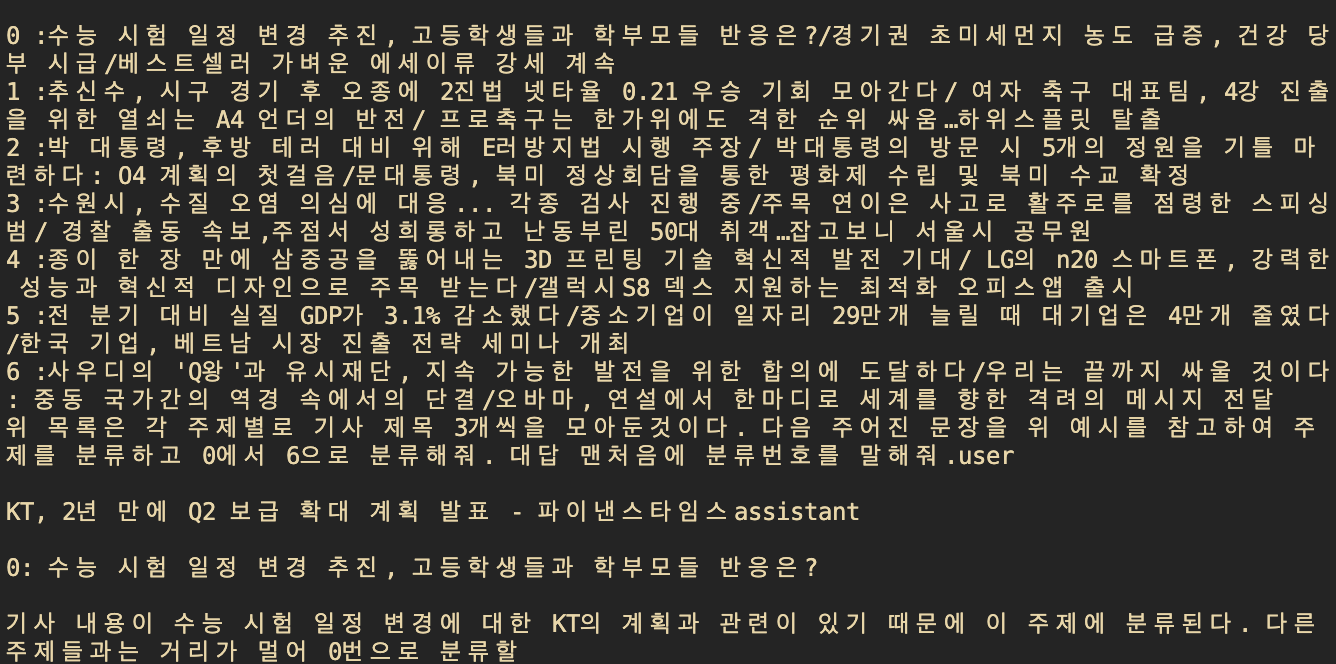 0 :수능 시험 일정 변경 추진, 고등학생들과 학부모들 반응은?/경기권 초미세먼지 농도 급증, 건강 당
부 시급/베스트셀러 가벼운 에세이류 강세 계속
1 :추신수, 시구 경기 후 오종에 2진법 넷타율 0.21 우승 기회 모아간다/ 여자 축구 대표팀, 4강 진출
을 위한 열쇠는 A4 언더의 반전/ 프로축구는 한가위에도 격한 순위 싸움…하위스플릿 탈출
2 :박 대통령, 후방 테러 대비 위해 E러방지법 시행 주장/ 박대통령의 방문 시 5개의 정원을 기틀 마
련하다: O4 계획의 첫걸음/문대통령, 북미 정상회담을 통한 평화제 수립 및 북미 수교 확정
3 :수원시, 수질 오염 의심에 대응... 각종 검사 진행 중/주목 연이은 사고로 활주로를 점령한 스피싱
범/ 경찰 출동 속보,주점서 성희롱하고 난동부린 50대 취객…잡고보니 서울시 공무원
4 :종이 한 장 만에 삼중공을 뚫어내는 3D 프린팅 기술 혁신적 발전 기대/ LG의 n20 스마트폰, 강력한
 성능과 혁신적 디자인으로 주목 받는다/갤럭시S8 덱스 지원하는 최적화 오피스앱 출시
5 :전 분기 대비 실질 GDP가 3.1% 감소했다/중소기업이 일자리 29만개 늘릴 때 대기업은 4만개 줄였다
/한국 기업, 베트남 시장 진출 전략 세미나 개최
6 :사우디의 'Q왕'과 유시재단, 지속 가능한 발전을 위한 합의에 도달하다/우리는 끝까지 싸울 것이다
: 중동 국가간의 역경 속에서의 단결/오바마, 연설에서 한마디로 세계를 향한 격려의 메시지 전달
위 목록은 각 주제별로 기사 제목 3개씩을 모아둔것이다. 다음 주어진 문장을 위 예시를 참고하여 주
제를 분류하고 0에서 6으로 분류해줘. 대답 맨처음에 분류번호를 말해줘.user

KT, 2년 만에 Q2 보급 확대 계획 발표 - 파이낸스타임스assistant

0: 수능 시험 일정 변경 추진, 고등학생들과 학부모들 반응은?

기사 내용이 수능 시험 일정 변경에 대한 KT의 계획과 관련이 있기 때문에 이 주제에 분류된다. 다른
주제들과는 거리가 멀어 0번으로 분류할